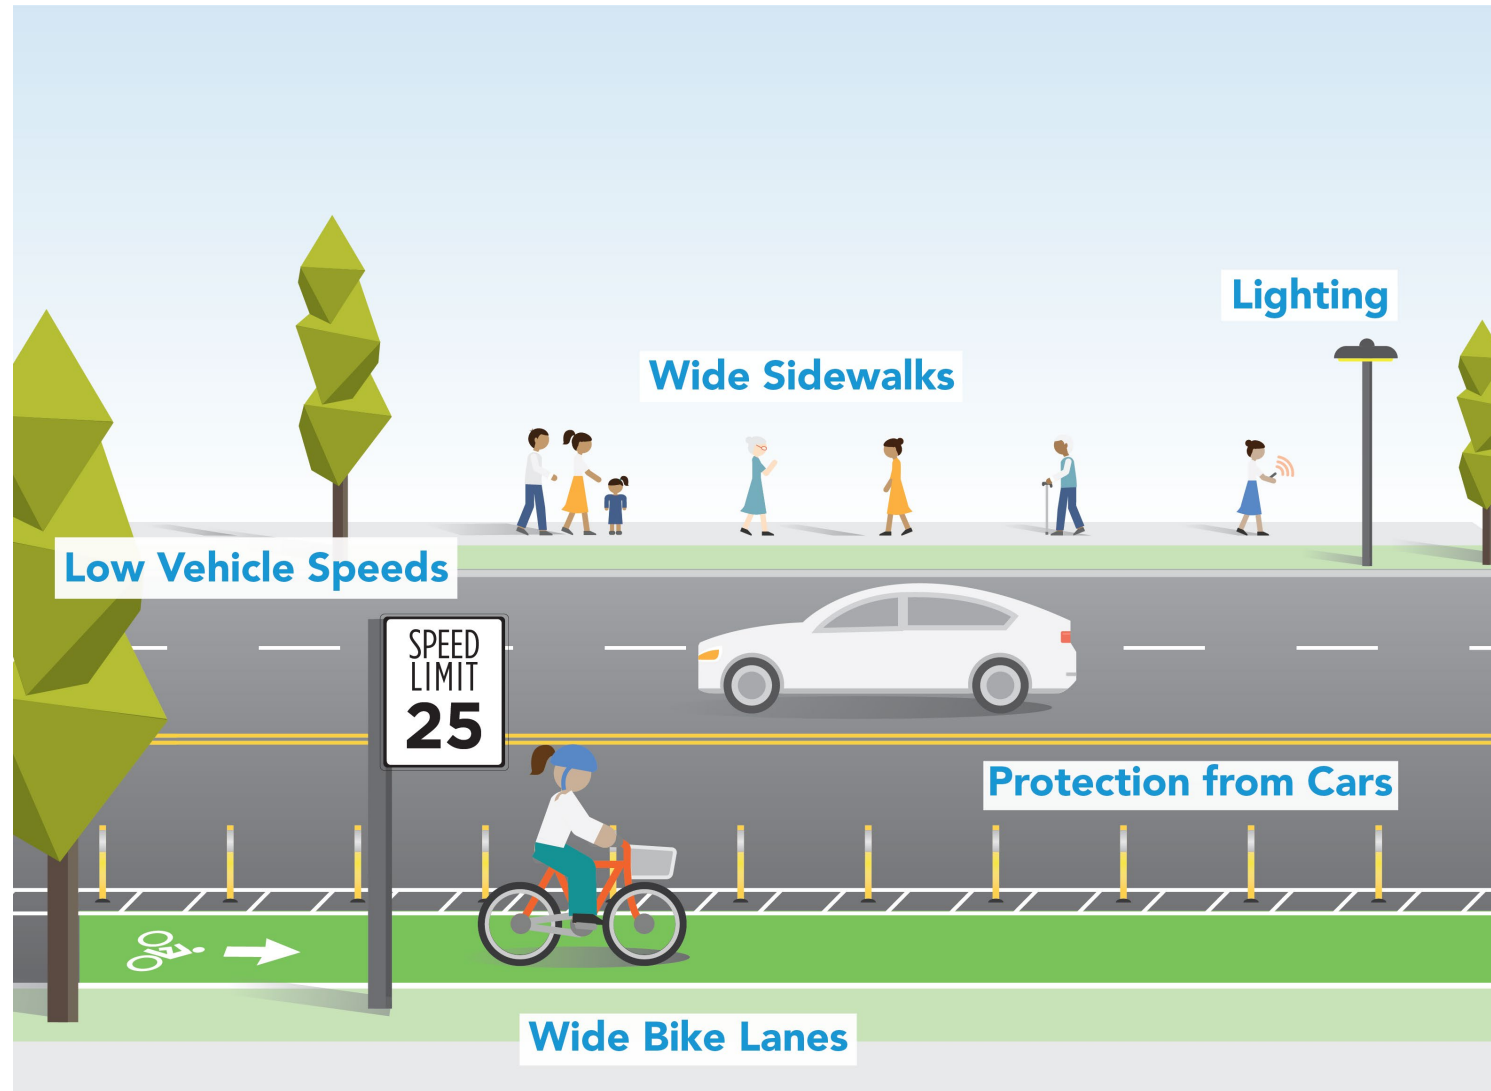 Lighting
Wide Sidewalks
Low Vehicle Speeds
SPEED
LIMIT
25
Protection from Cars
Wide Bike Lanes